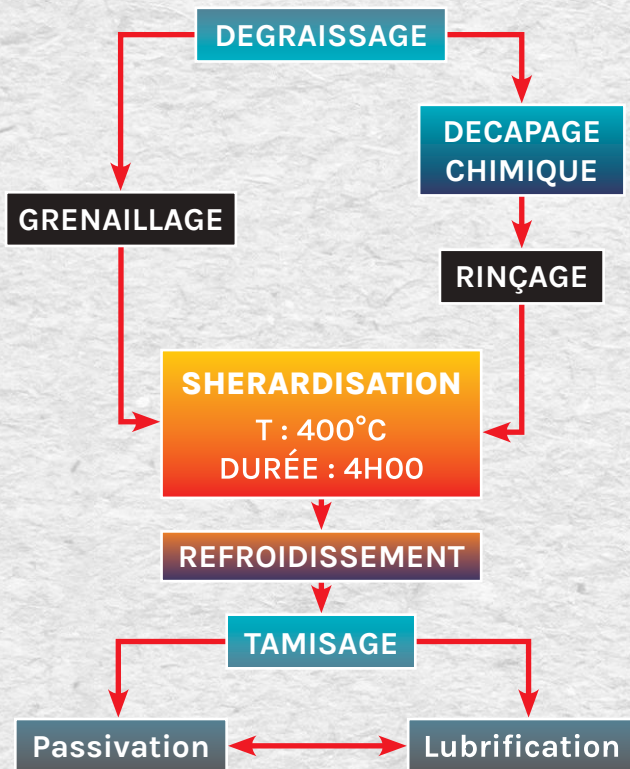 DEGRAISSAGE
DECAPAGE
CHIMIQUE
GRENAILLAGE
RINÇAGE
SHERARDISATION
T : 400°C
DURÉE : 4H00
REFROIDISSEMENT
TAMISAGE
Passivation
Lubrification